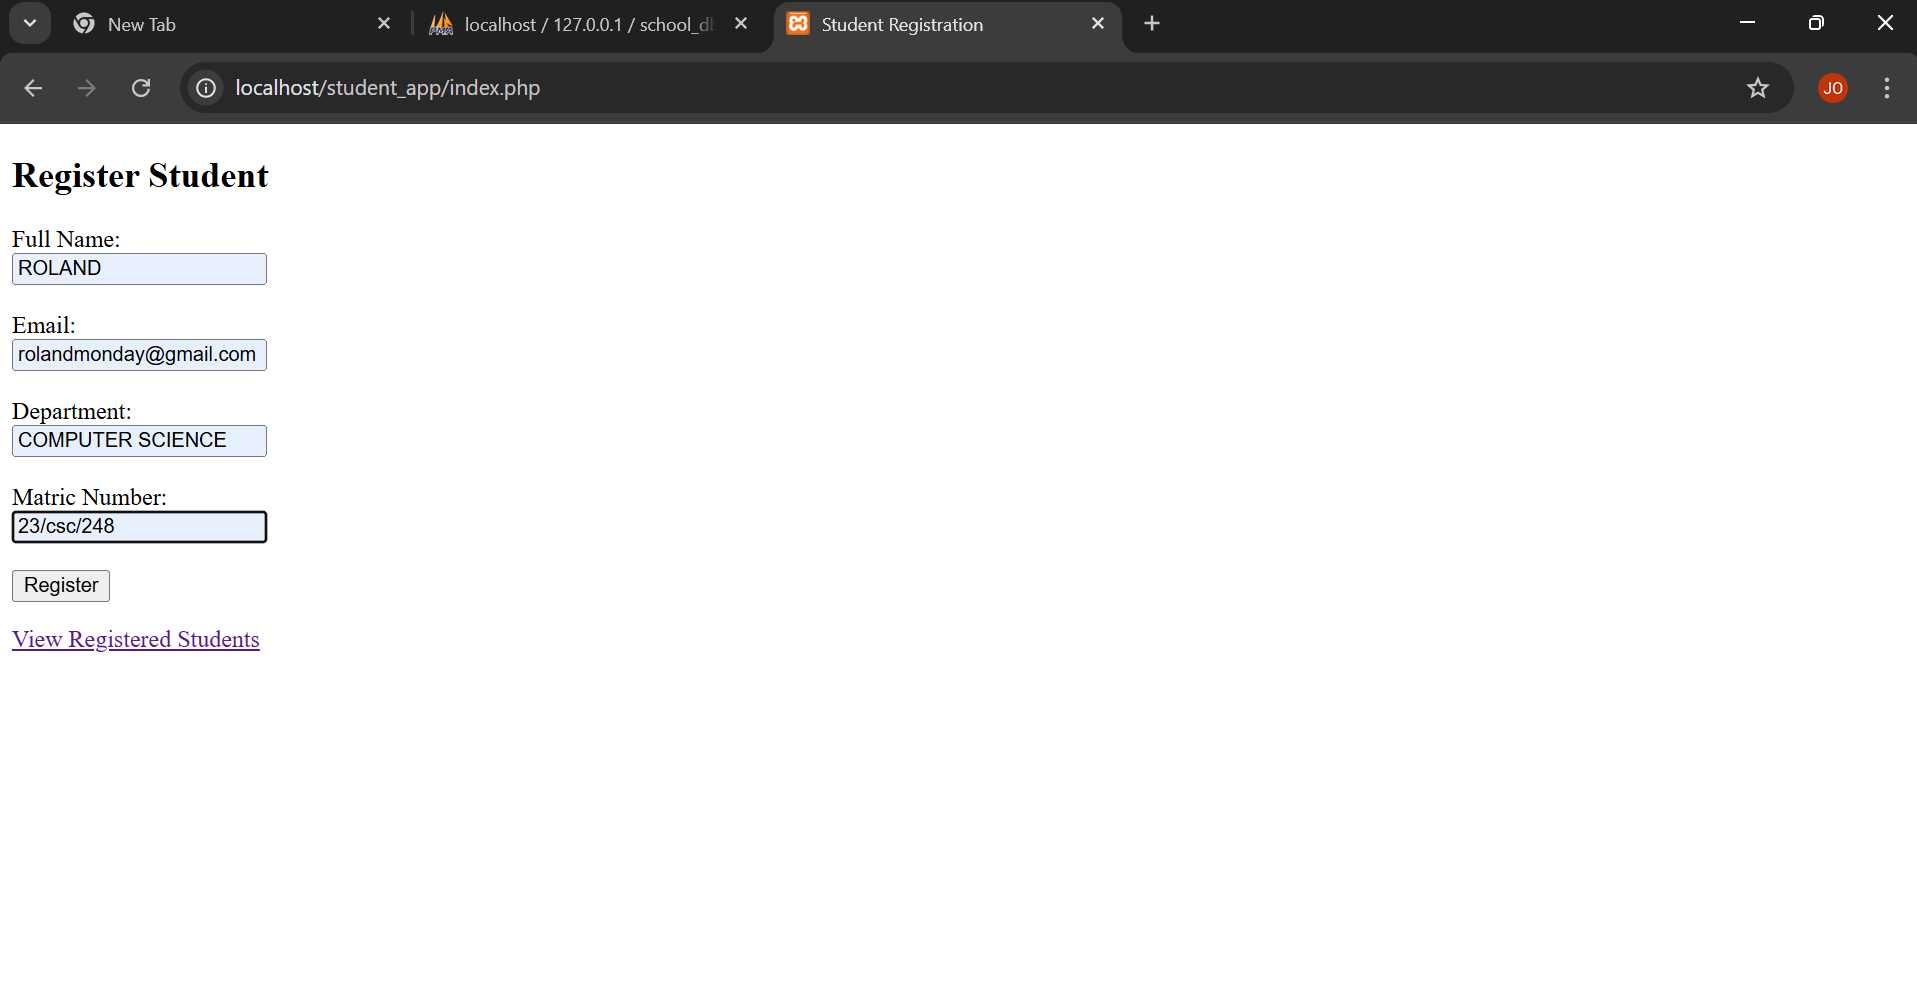 New Tab
localhost / 127.0.0.1 / school_d
Student Registration
localhost/student_app/index.php
JO
Register Student
Full Name:
ROLAND
Email:
rolandmonday@gmail.com
Department:
COMPUTER SCIENCE
Matric Number:
23/csc/248
Register
View Registered Students